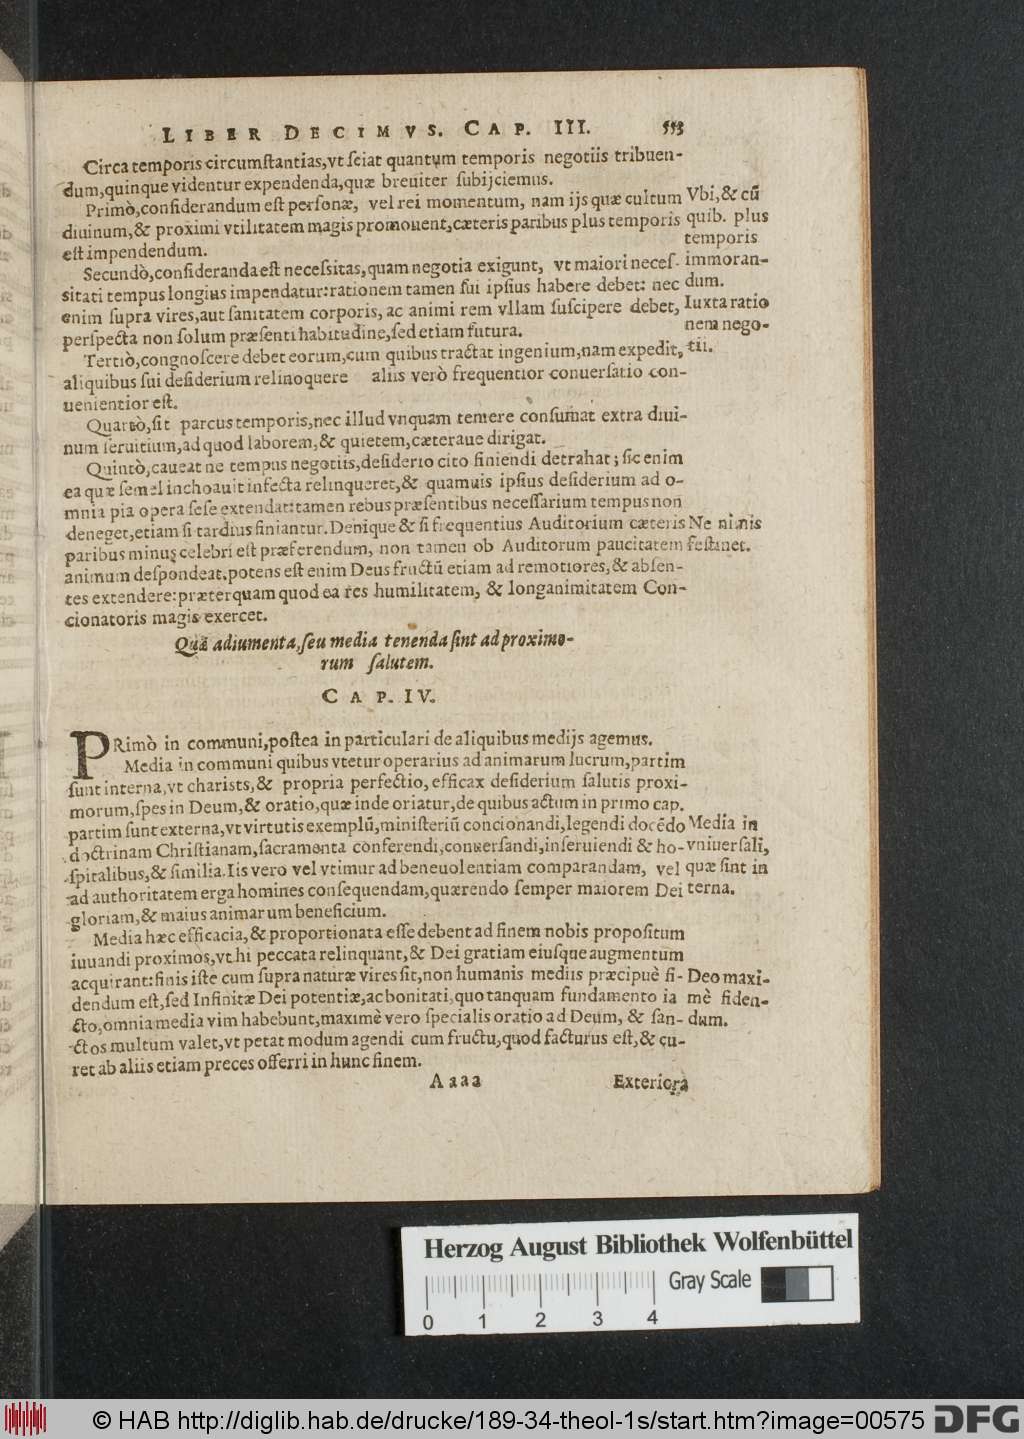 LIBER DECIMVS. CAP. III. 553
Circa temporis circumſtantias,vt ſciat quantum temporis negotiis tribuen-
dum,quinque videntur expendenda,quæ breuiter ſubijciemus.
Primò,conſiderandum eſt perſonæ, vel rei momentum, nam ijs quæ cultum
diuinum,& proximi vtilitatem magis promouent,cæteris paribus plus temporis
eſt impendendum.
Vbi,& cū
quib. plus
temporis
immoran-
dum.
Secundò,conſideranda eſt neceſsitas,quam negotia exigunt, vt maiori neceſ-
sitati tempus longius impendatur:rationem tamen ſui ipſius habere debet: nec
enim ſupra vires,aut ſanitatem corporis, ac animi rem vllam ſuſcipere debet,
perſpecta non ſolum præſenti habitudine,ſed etiam futura.
Iuxta ratio
nem nego-
tii.
Tertiò,congnoſcere debet eorum,cum quibus tractat ingenium,nam expedit,
aliquibus ſui deſiderium relinquere aliis verò frequentior conuerſatio con-
uenientior eſt.
Quartò,ſit parcus temporis,nec illud vnquam temere conſumat extra diui-
num ſeruitium,ad quod laborem,& quietem,cæteraue dirigat.
Quintò,caueat ne tempus negotiis,deſiderio cito finiendi detrahat; ſic enim
ea quæ ſemel inchoauit infecta relinqueret,& quamuis ipſius deſiderium ad o-
mnia pia opera ſeſe extendat:tamen rebus præſentibus neceſſarium tempus non
deneget,etiam ſi tardius finiantur. Denique & ſi frequentius Auditorium cæteris
paribus minus celebri eſt præferendum, non tamen ob Auditorum paucitatem
animum deſpondeat.potens eſt enim Deus fructū etiam ad remotiores,& abſen-
tes extendere:præterquam quod ea res humilitatem, & longanimitatem Con-
cionatoris magis exercet.
Ne nimis
feſtinet.
Quæ adiumenta,ſeu media tenenda ſint ad proximo-
rum ſalutem.
CAP. IV.
PRimò in communi,poſtea in particulari de aliquibus medijs agemus.
Media in communi quibus vtetur operarius ad animarum lucrum,partim
ſunt interna,vt charists,& propria perfectio, efficax deſiderium ſalutis proxi-
morum,ſpes in Deum,& oratio,quæ inde oriatur,de quibus actum in primo cap.
partim ſunt externa,vt virtutis exemplū,miniſteriū concionandi,legendi docēdo
doctrinam Chriſtianam,ſacramenta conferendi,conuerſandi,inſeruiendi & ho-
ſpitalibus,& ſimilia.Iis vero vel vtimur ad beneuolentiam comparandam, vel
ad authoritatem erga homines conſequendam,quærendo ſemper maiorem Dei
gloriam,& maius animarum beneficium.
Media in
vniuerſali,
quæ ſint in
terna.
Media hæc efficacia,& proportionata eſſe debent ad finem nobis propoſitum
iuuandi proximos,vt hi peccata relinquant,& Dei gratiam eiuſque augmentum
acquirant:finis iſte cum ſupra naturæ vires ſit,non humanis mediis præcipuè fi-
dendum eſt,ſed Infinitæ Dei potentiæ,ac bonitati,quo tanquam fundamento ia
cto,omnia media vim habebunt,maximè vero ſpecialis oratio ad Deum, & ſan-
ctos multum valet,vt petat modum agendi cum fructu,quod facturus eſt,& cu-
ret ab aliis etiam preces offerri in hunc finem.
Deo maxi-
mè fiden-
dum.
Aaaa Exteriora
Herzog August Bibliothek Wolfenbüttel
Gray Scale
0 1 2 3 4
© HAB http://diglib.hab.de/drucke/189-34-theol-1s/start.htm?image=00575 DFG